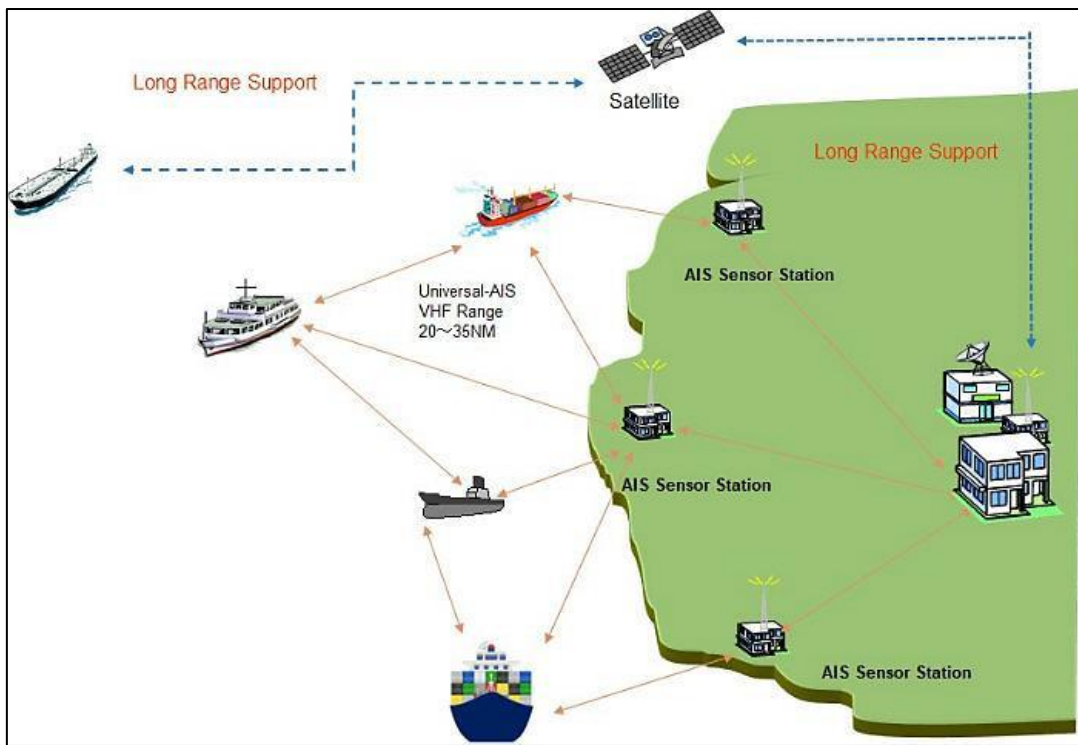 Long Range Support
Satellite
Long Range Support
AIS Sensor Station
Universal-AIS
VHF Range
20～35NM
AIS Sensor Station
AIS Sensor Station